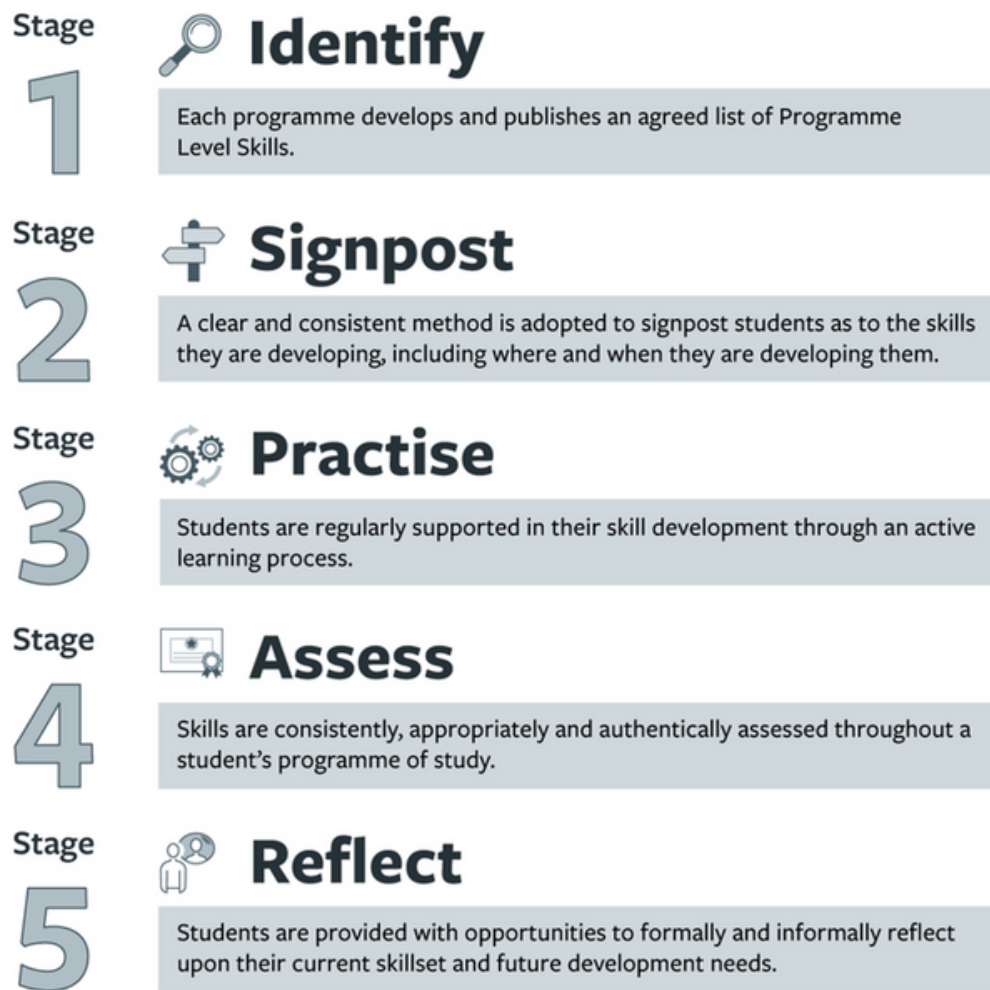 Stage
1
Identify
Each programme develops and publishes an agreed list of Programme
Level Skills.
Stage
2
Signpost
A clear and consistent method is adopted to signpost students as to the skills
they are developing, including where and when they are developing them.
Stage
3
Practise
Students are regularly supported in their skill development through an active
learning process.
Stage
4
Assess
Skills are consistently, appropriately and authentically assessed throughout a
student’s programme of study.
Stage
5
Reflect
Students are provided with opportunities to formally and informally reflect
upon their current skillset and future development needs.